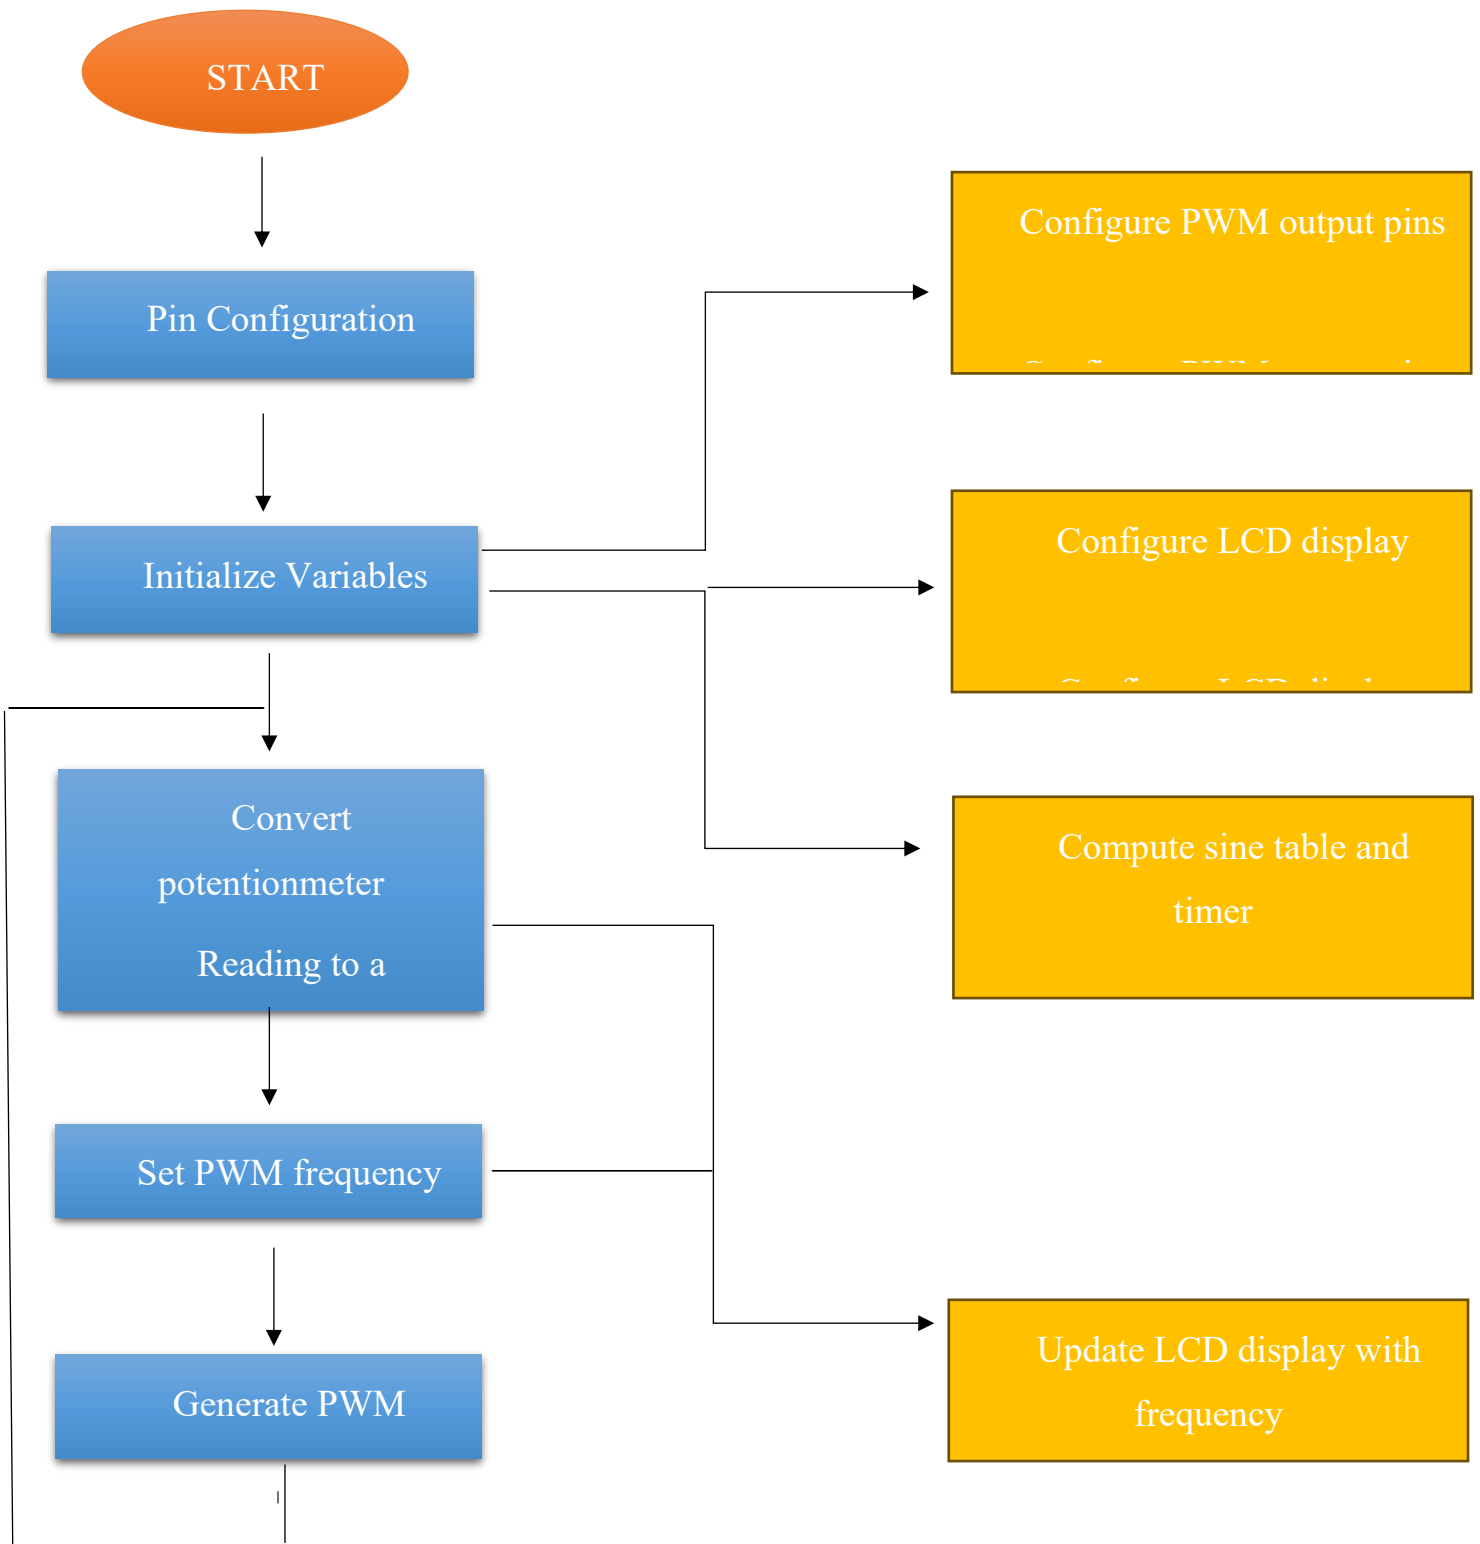 START
Pin Configuration
Initialize Variables
Convert
potentionmeter
Reading to a
Set PWM frequency
Generate PWM
Configure PWM output pins
Configure LCD display
Compute sine table and
timer
Update LCD display with
frequency